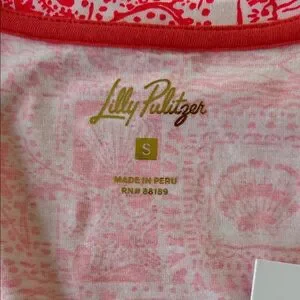 Lilly Pulitzer
S
MADE IN PERU
RN# 88189